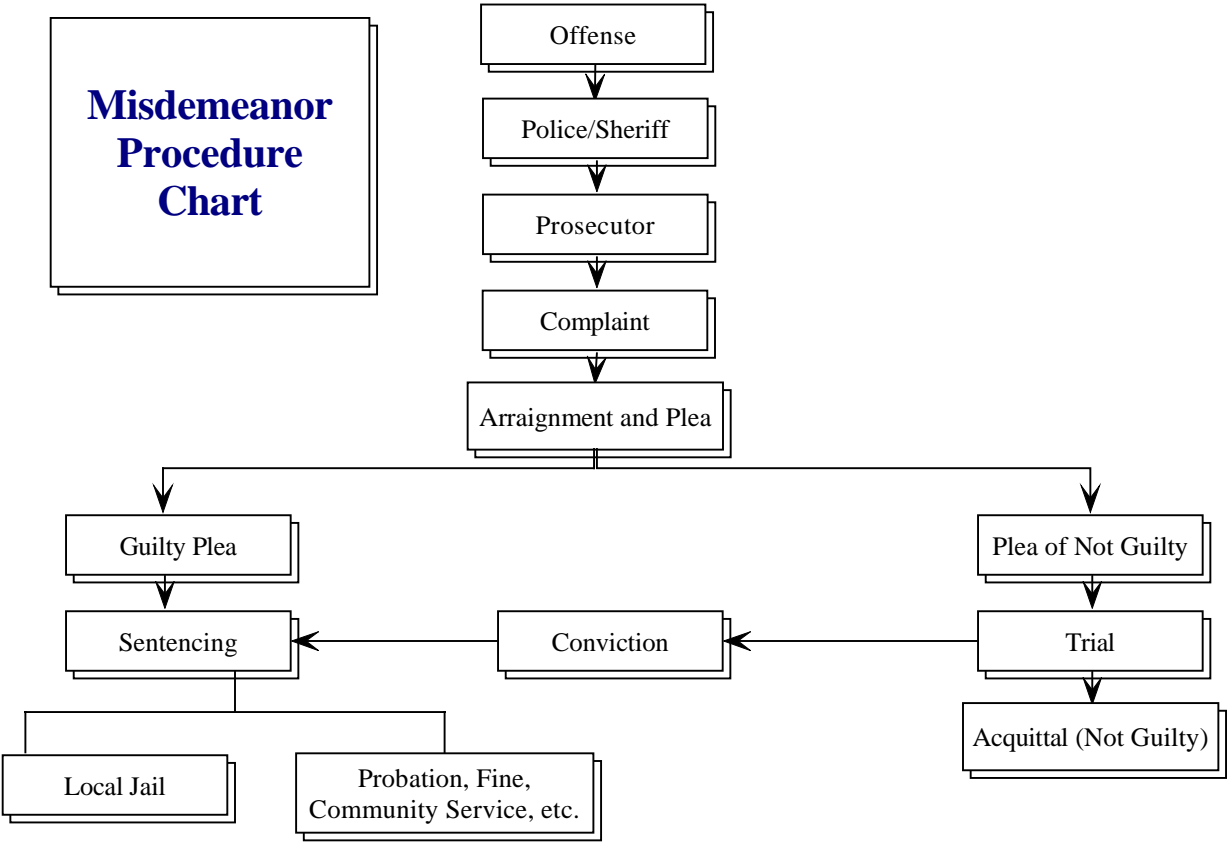 Misdemeanor
Procedure
Chart
Offense
Police/Sheriff
Prosecutor
Complaint
Arraignment and Plea
Guilty Plea
Plea of Not Guilty
Sentencing
Conviction
Trial
Acquittal (Not Guilty)
Local Jail
Probation, Fine,
Community Service, etc.